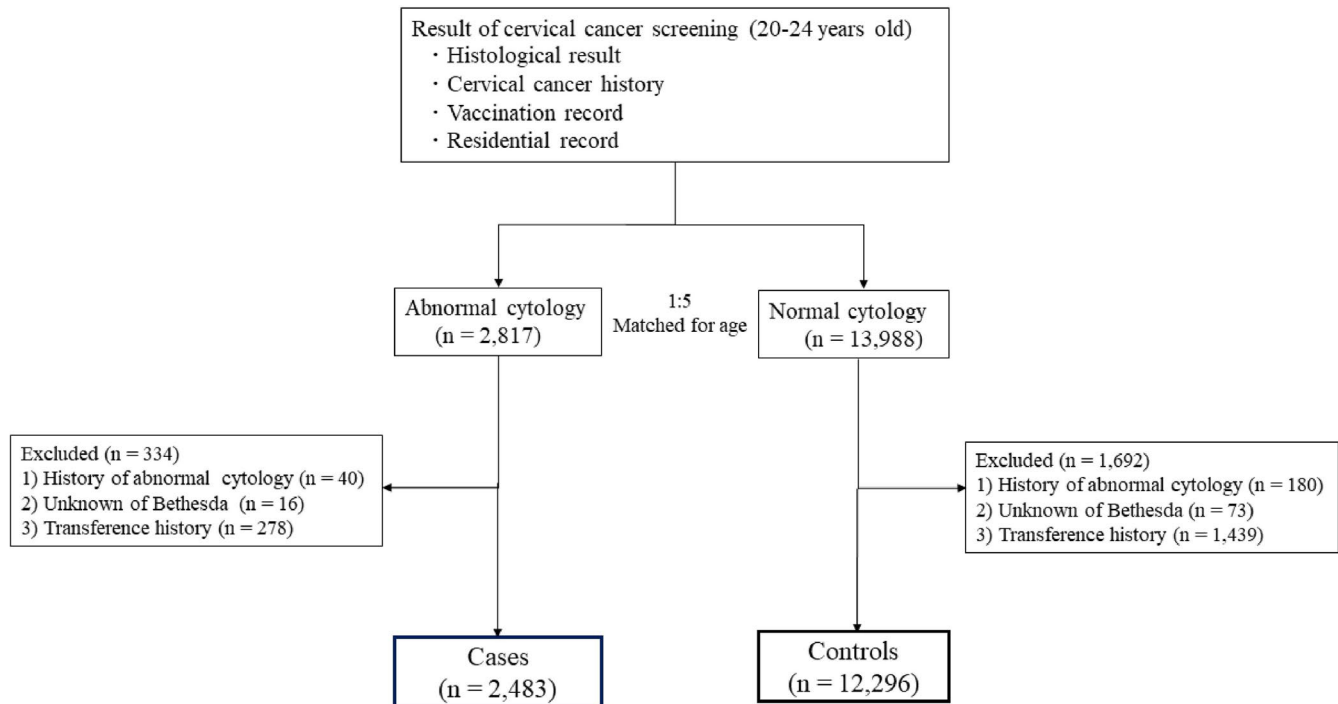 Result of cervical cancer screening (20-24 years old)
・Histological result
・Cervical cancer history
・Vaccination record
・Residential record
Abnormal cytology
(n = 2,817)
1:5
Matched for age
Normal cytology
(n = 13,988)
Excluded (n = 334)
1) History of abnormal cytology (n = 40)
2) Unknown of Bethesda (n = 16)
3) Transference history (n = 278)
Excluded (n = 1,692)
1) History of abnormal cytology (n = 180)
2) Unknown of Bethesda (n = 73)
3) Transference history (n = 1,439)
Cases
(n = 2,483)
Controls
(n = 12,296)